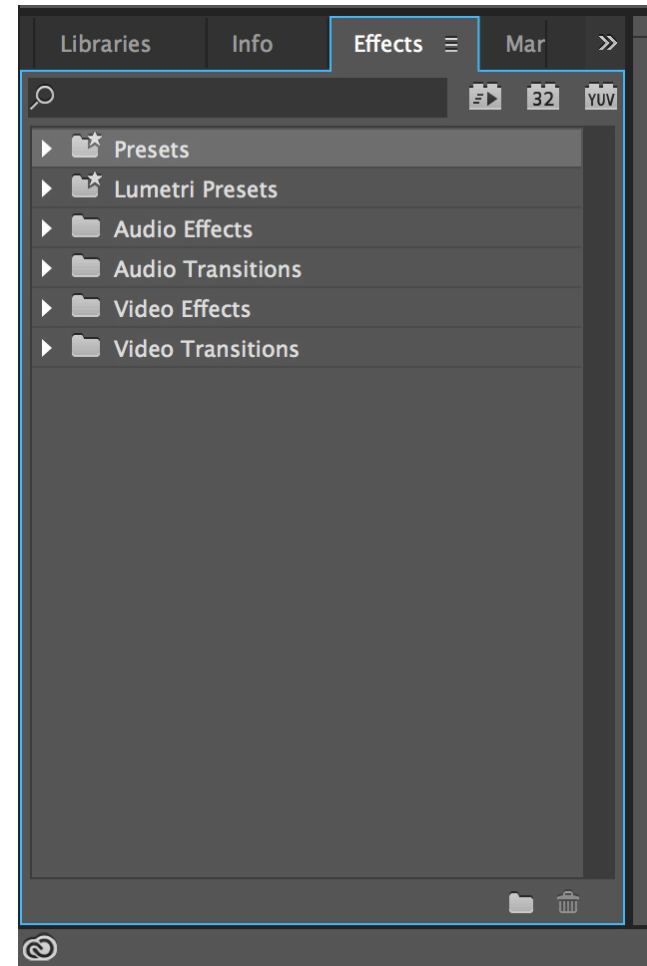 Libraries Info Effects Mar
32 YUV
Presets
Lumetri Presets
Audio Effects
Audio Transitions
Video Effects
Video Transitions